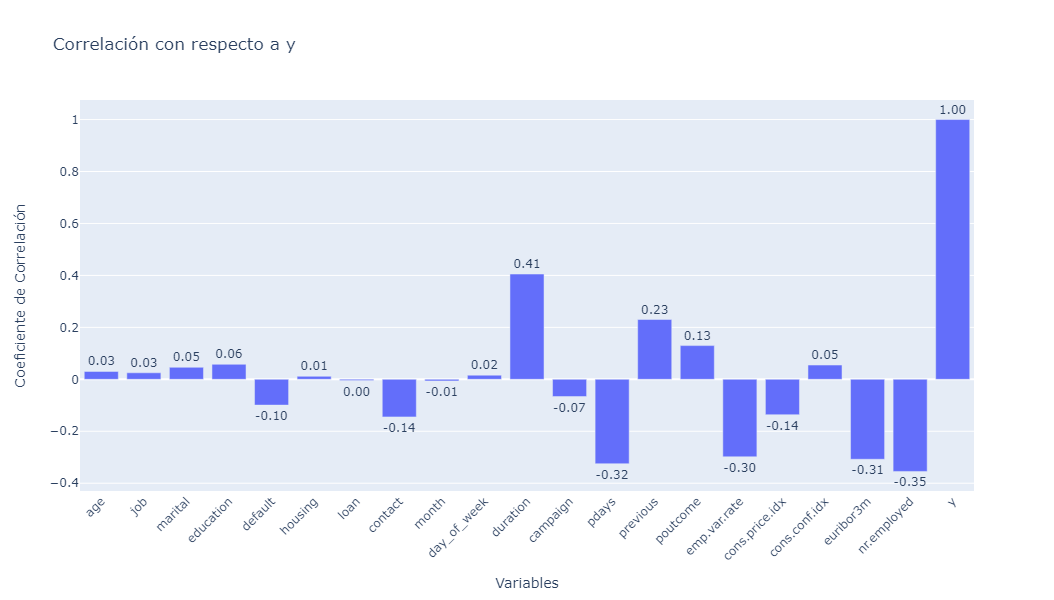 Correlación con respecto a y
Coeficiente de Correlación
1
0.8
0.6
0.4
0.2
0
−0.2
−0.4
0.03
0.03
0.05
0.06
-0.10
0.01
0.00
-0.14
-0.01
0.02
0.41
-0.07
-0.32
0.23
0.13
-0.30
-0.14
0.05
-0.31
-0.35
1.00
age
job
marital
education
default
housing
loan
contact
month
day_of_week
duration
campaign
pdays
previous
poutcome
emp.var.rate
cons.price.idx
cons.conf.idx
euribor3m
nr.employed
y
Variables